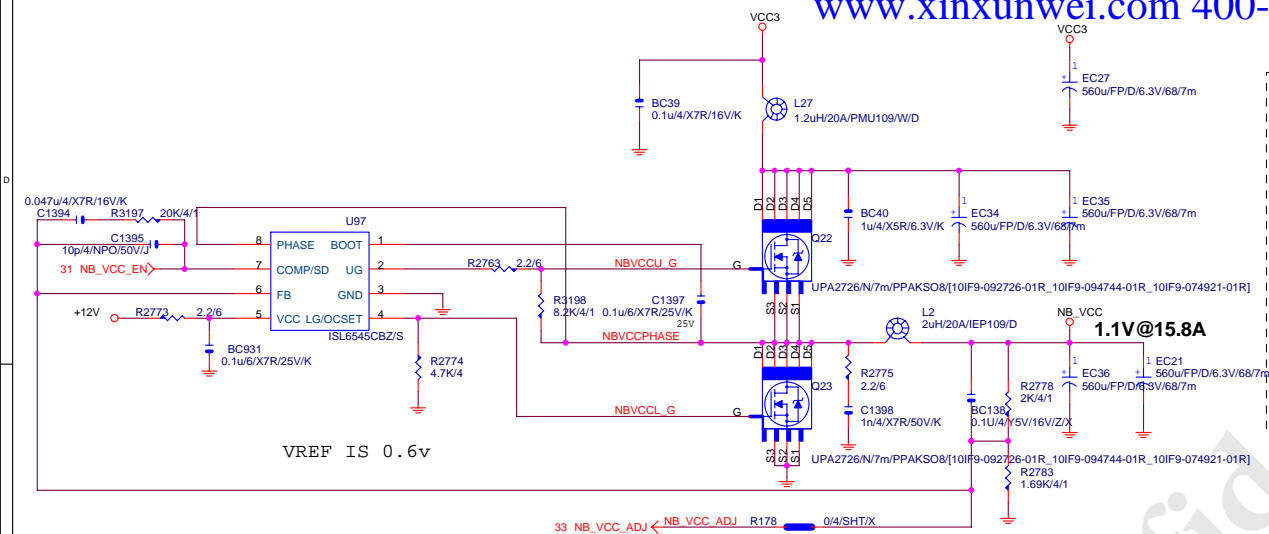 www.xinxunwei.com 400-
VCC3
VCC3
BC39
0.1u/4/X7R/16V/K
L27
1.2uH/20A/PMU109/W/D
1
+
EC27
560u/FP/D/6.3V/68/7m
D
0.047u/4/X7R/16V/K
C1394
R3197
20K/4/1
C1395
10p/4/NPO/50V/J
31 NB_VCC_EN
U97
8 PHASE BOOT 1
7 COMP/SD UG 2
6 FB GND 3
5 VCC LG/OCSET 4
ISL6545CBZ/S
+12V
R2773
2.2/6
BC931
0.1u/6/X7R/25V/K
R2774
4.7K/4
VREF IS 0.6v
R2763
2.2/6
R3198
8.2K/4/1
C1397
0.1u/6/X7R/25V/K
25V
NBVCCU_G
NBVCCPHASE
NBVCCL_G
D1 D2 D3 D4 D5
G
Q22
S3 S2 S1
UPA2726/N/7m/PPAKSO8/[10IF9-092726-01R_10IF9-094744-01R_10IF9-074921-01R]
BC40
1u/4/X5R/6.3V/K
1
+
EC34
560u/FP/D/6.3V/68/7m
1
+
EC35
560u/FP/D/6.3V/68/7m
D1 D2 D3 D4 D5
G
Q23
S3 S2 S1
UPA2726/N/7m/PPAKSO8/[10IF9-092726-01R_10IF9-094744-01R_10IF9-074921-01R]
R2775
2.2/6
C1398
1n/4/X7R/50V/K
L2
2uH/20A/IEP109/D
NB_VCC
1.1V@15.8A
BC138
0.1U/4/Y5V/16V/Z/X
R2778
2K/4/1
R2783
1.69K/4/1
1
+
EC36
560u/FP/D/6.3V/68/7m
1
+
EC21
560u/FP/D/6.3V/68/7m
33 NB_VCC_ADJ
NB_VCC_ADJ
R178
0/4/SHT/X
fid